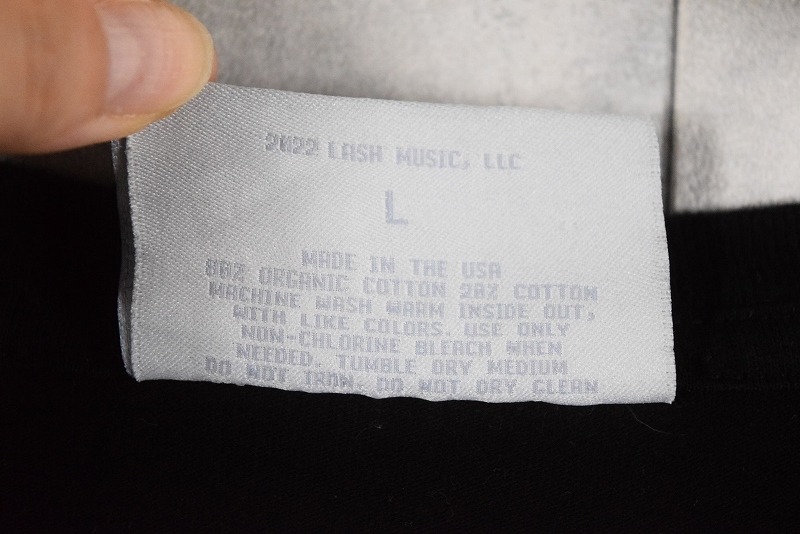 2022 LASH MUSIC, LLC
L
MADE IN THE USA
80% ORGANIC COTTON 20% COTTON
MACHINE WASH WARM INSIDE OUT,
WITH LIKE COLORS. USE ONLY
NON-CHLORINE BLEACH WHEN
NEEDED. TUMBLE DRY MEDIUM
DO NOT IRON. DO NOT DRY CLEAN